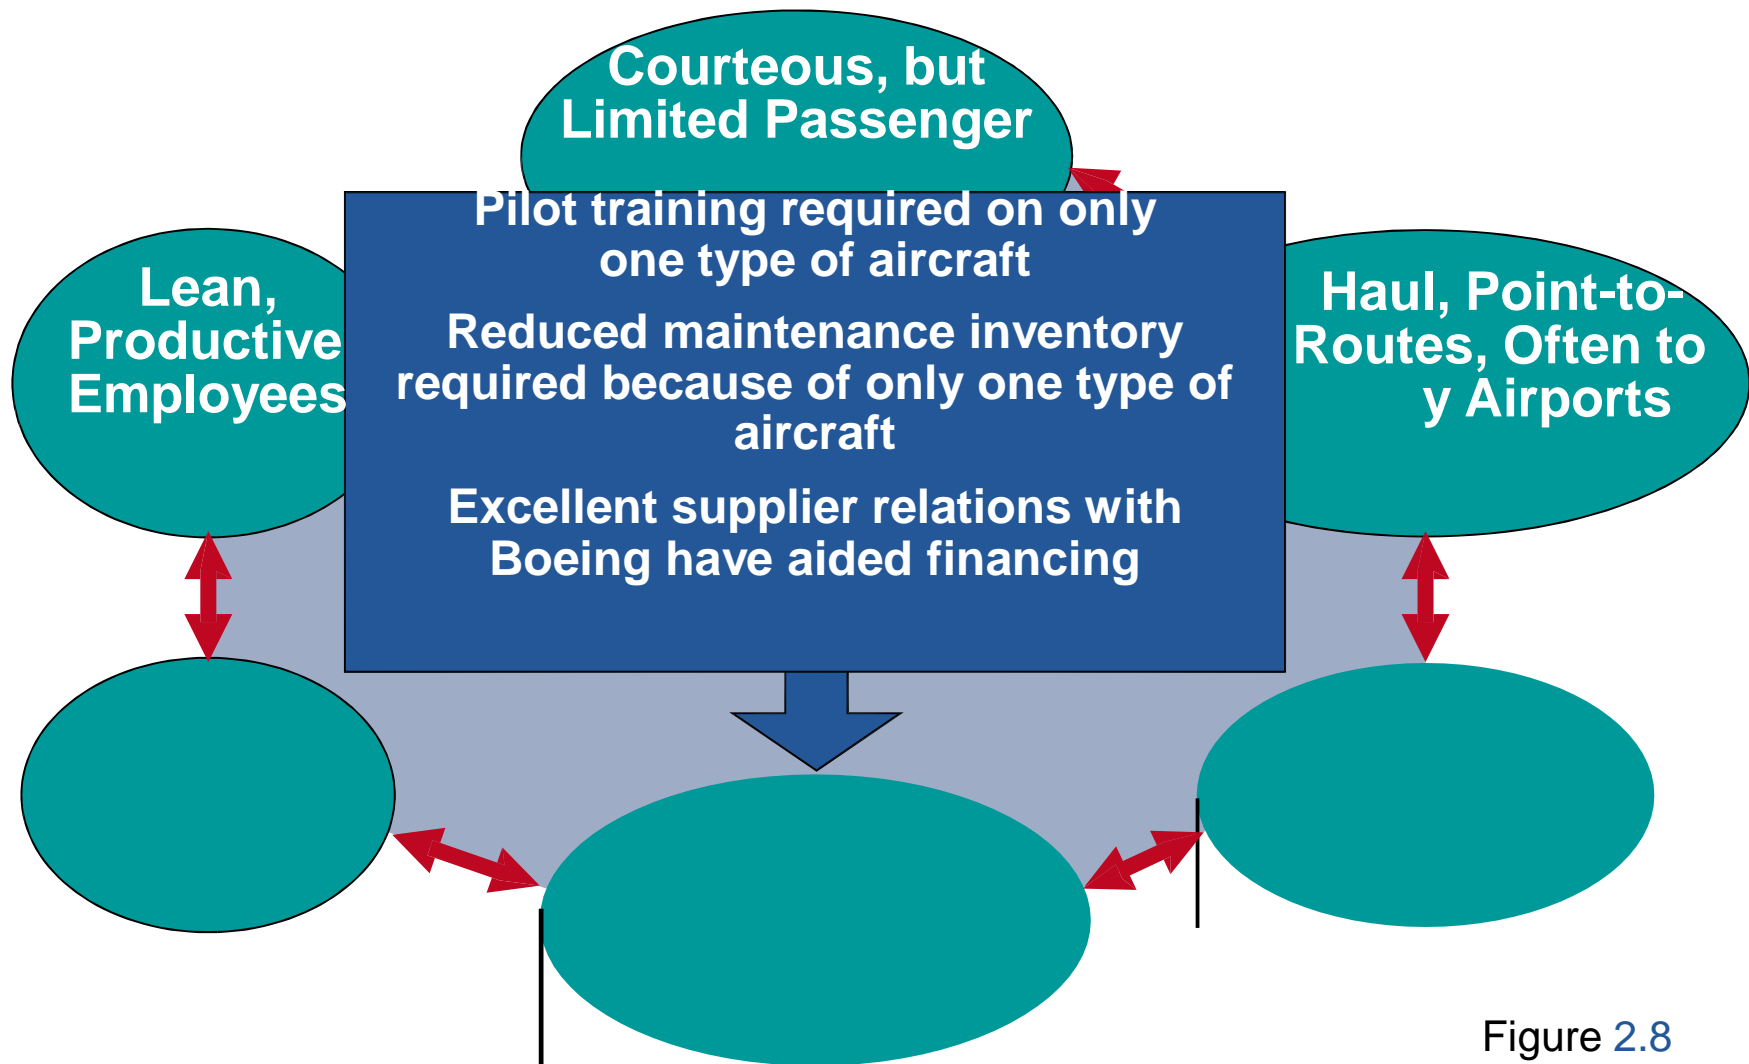 Courteous, but
Limited Passenger
Pilot training required on only
one type of aircraft
Reduced maintenance inventory
required because of only one type of
aircraft
Excellent supplier relations with
Boeing have aided financing
Lean,
Productive
Employees
Haul, Point-to-
Routes, Often to
y Airports
Figure 2.8